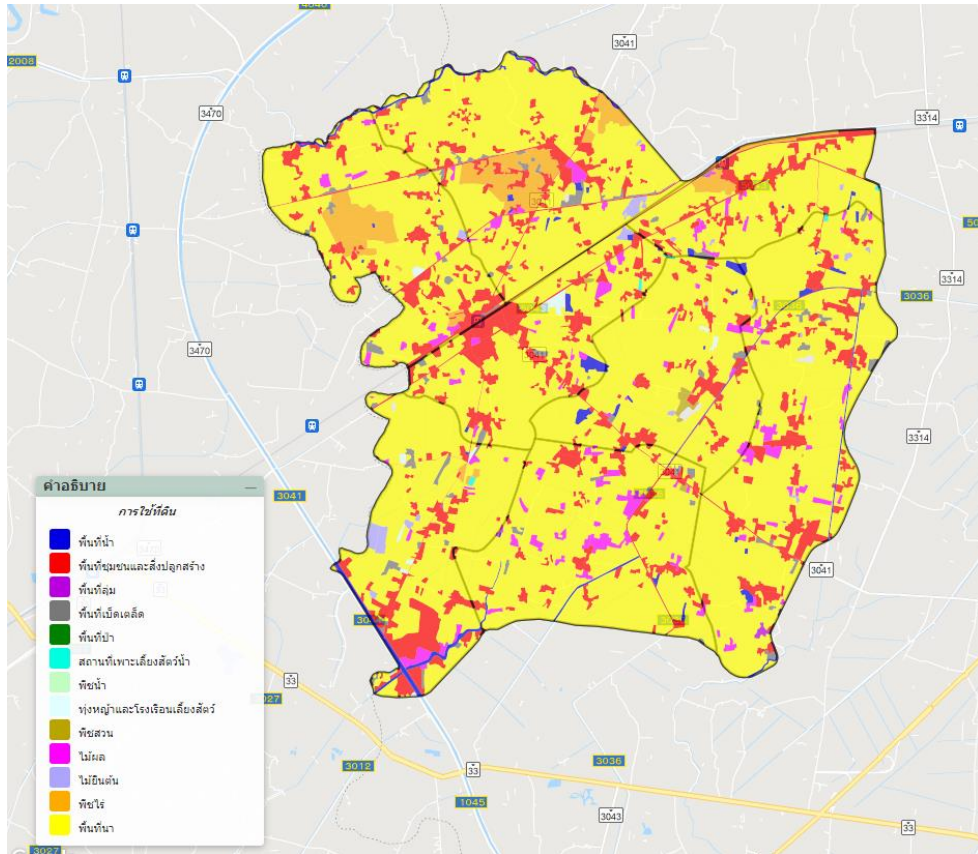 4040
3041
2008
3470
3314
50
3314
3036
3470
3314
3041
3041
33
3027
3012
3036
33
1045
3043
33
3027
คำอธิบาย
การใช้ที่ดิน
พื้นที่น้ำ
พื้นที่ชุมชนและสิ่งปลูกสร้าง
พื้นที่ลุ่ม
พื้นที่เบ็ดเตล็ด
พื้นที่ป่า
สถานที่เพาะเลี้ยงสัตว์น้ำ
พืชน้ำ
ทุ่งหญ้าและโรงเรือนเลี้ยงสัตว์
พืชสวน
ไม้ผล
ไม้ยืนต้น
พืชไร่
พื้นที่นา